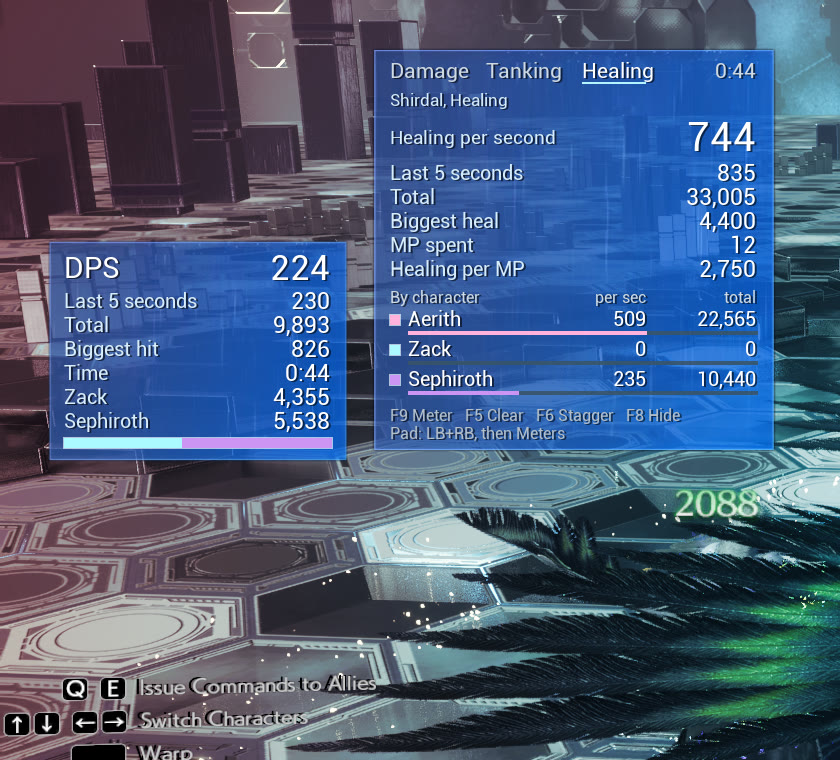 DPS 224
Last 5 seconds 230
Total 9,893
Biggest hit 826
Time 0:44
Zack 4,355
Sephiroth 5,538
Damage Tanking Healing 0:44
Shirdal, Healing
Healing per second 744
Last 5 seconds 835
Total 33,005
Biggest heal 4,400
MP spent 12
Healing per MP 2,750
By character per sec total
Aerith 509 22,565
Zack 0 0
Sephiroth 235 10,440
F9 Meter F5 Clear F6 Stagger F8 Hide
Pad: LB+RB, then Meters
2088
Q E Issue Commands to Allies
↑ ↓ ← → Switch Characters
Warp